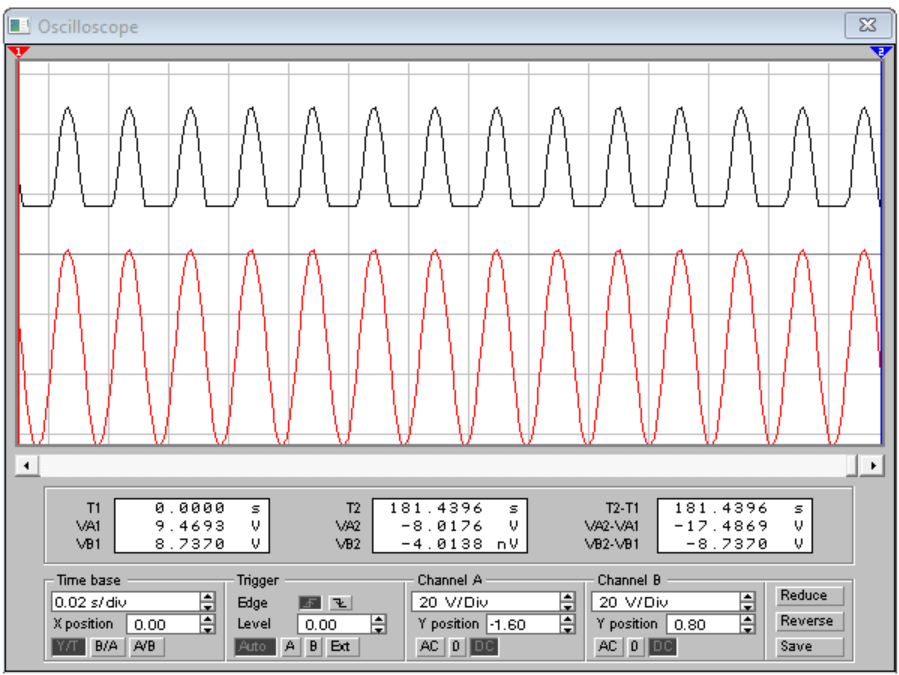 Oscilloscope
1 2
T1 0.0000 s T2 181.4396 s T2-T1 181.4396 s
VA1 9.4693 V VA2 -8.0176 V VA2-VA1 -17.4869 V
VB1 8.7370 V VB2 -4.0138 nV VB2-VB1 -8.7370 V
Time base Trigger Channel A Channel B
0.02 s/div Edge 20 V/Div 20 V/Div Reduce
X position 0.00 Level 0.00 Y position -1.60 Y position 0.80 Reverse
Y/T B/A A/B Auto A B Ext AC 0 DC AC 0 DC Save